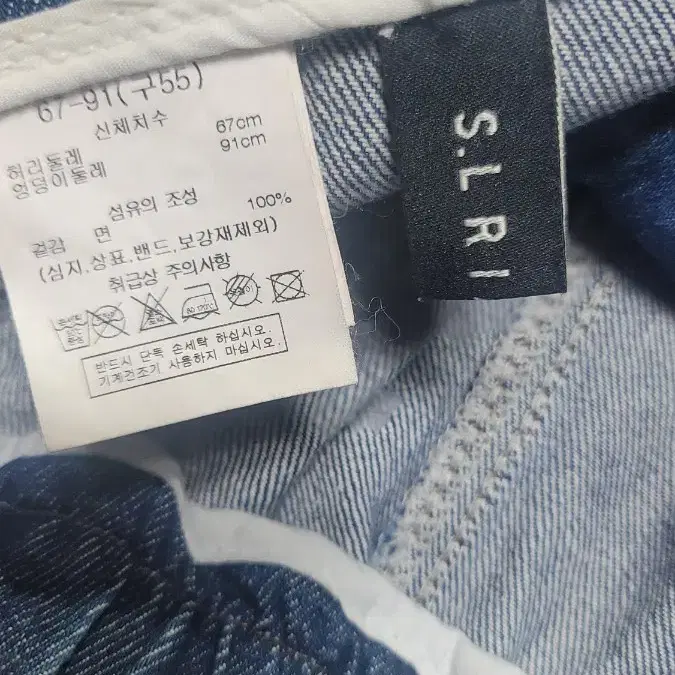 67-91(구55)
신체치수
허리둘레 67cm
엉덩이둘레 91cm
섬유의 조성
겉감 면 100%
(심지,상표,밴드,보강재제외)
취급상 주의사항
반드시 단독 손세탁 하십시오.
기계건조기 사용하지 마십시오.
S.L RI